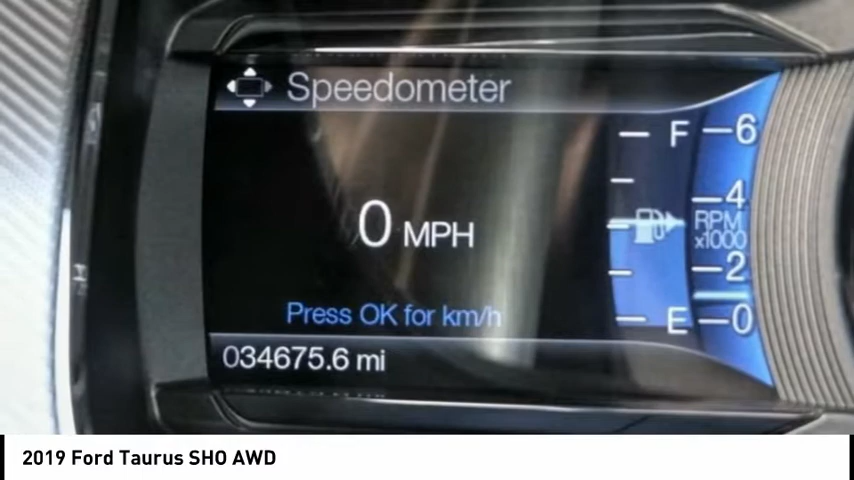 Speedometer
F
6
4
0 MPH
RPM
x1000
2
Press OK for km/h
E
0
034675.6 mi
2019 Ford Taurus SHO AWD